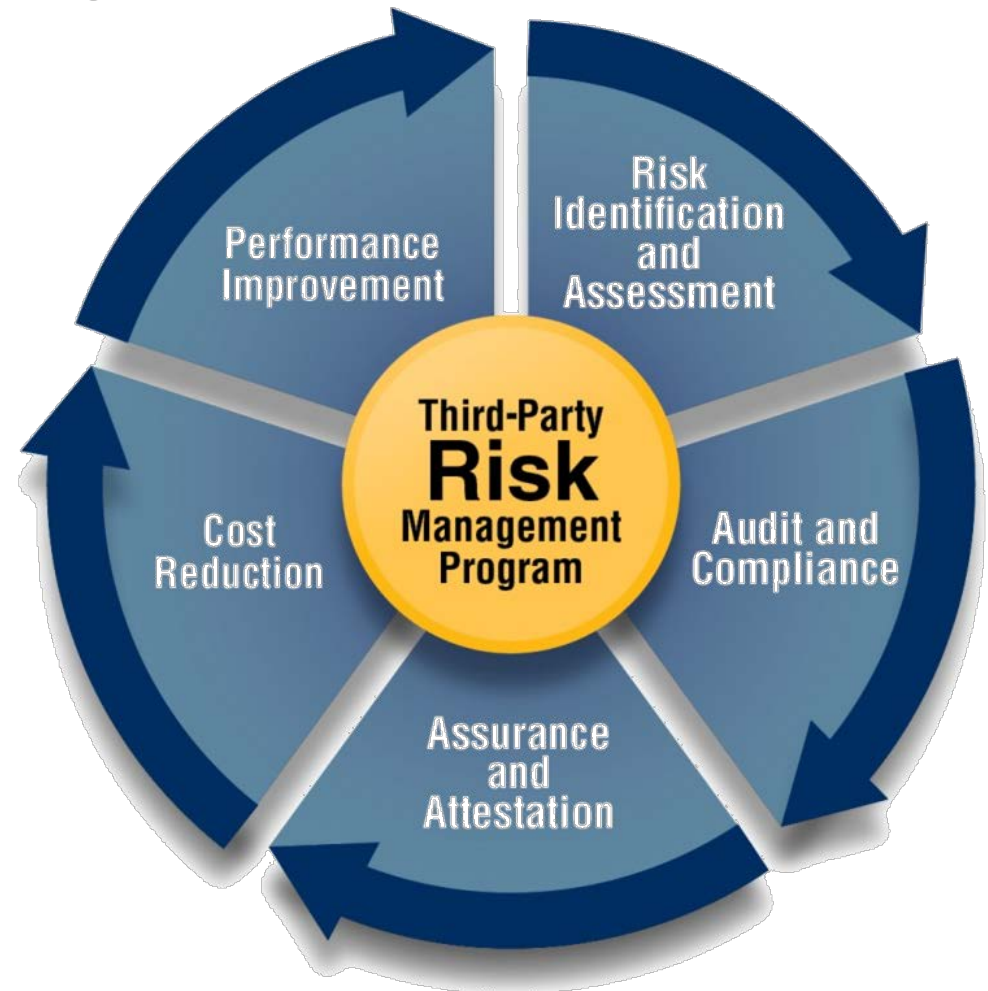 Third-Party
Risk
Management
Program
Risk
Identification
and
Assessment
Audit and
Compliance
Assurance
and
Attestation
Cost
Reduction
Performance
Improvement